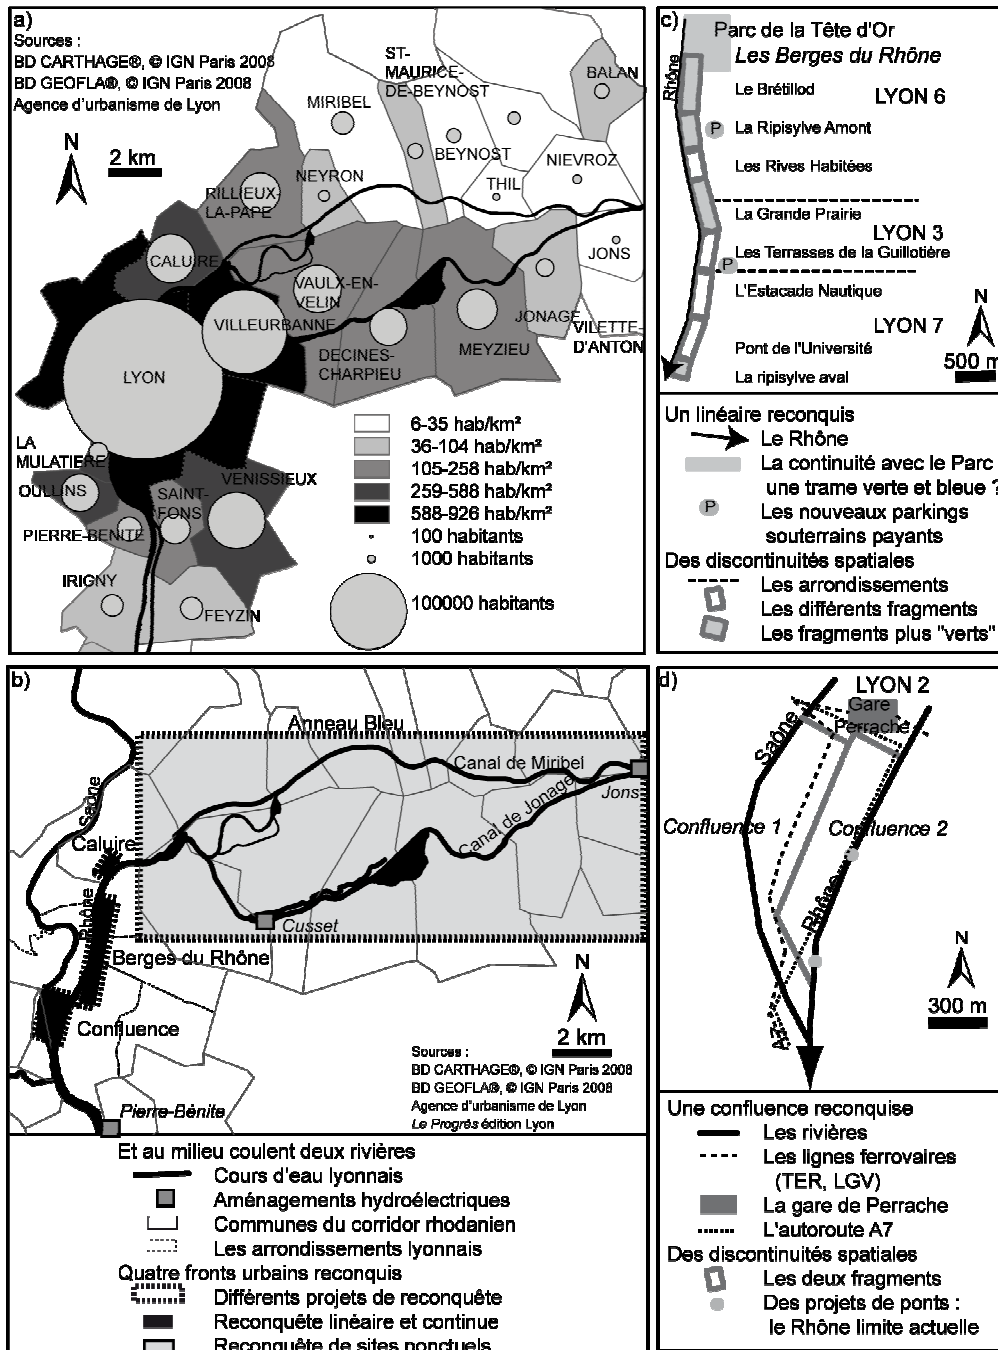 a)
Sources :
BD CARTHAGE®, © IGN Paris 2008
BD GEOFLA®, © IGN Paris 2008
Agence d'urbanisme de Lyon
N
2 km
ST-
MAURICE-
DE-BEYNOST
BALAN
MIRIBEL
BEYNOST
NIEVROZ
NEYRON
THIL
RILLIEUX-
LA-PAPE
JONS
CALUIRE
VAULX-EN-
VELIN
JONAGE
VILLEURBANNE
VILETTE-
D'ANTON
DECINES-
CHARPIEU
MEYZIEU
LYON
LA
MULATIERE
OULLINS
VENISSIEUX
SAINT-
FONS
PIERRE-BENITE
IRIGNY
FEYZIN
6-35 hab/km²
36-104 hab/km²
105-258 hab/km²
259-588 hab/km²
588-926 hab/km²
100 habitants
1000 habitants
100000 habitants
c)
Parc de la Tête d'Or
Les Berges du Rhône
Rhône
Le Brétillod
LYON 6
P
La Ripisylve Amont
Les Rives Habitées
La Grande Prairie
LYON 3
P
Les Terrasses de la Guillotière
L'Estacade Nautique
N
LYON 7
Pont de l'Université
500 m
La ripisylve aval
Un linéaire reconquis
Le Rhône
La continuité avec le Parc :
une trame verte et bleue ?
P
Les nouveaux parkings
souterrains payants
Des discontinuités spatiales
Les arrondissements
Les différents fragments
Les fragments plus "verts"
b)
Anneau Bleu
Canal de Miribel
Jons
Canal de Jonage
Saône
Caluire
Rhône
Cusset
Berges du Rhône
N
2 km
Confluence
Sources :
BD CARTHAGE®, © IGN Paris 2008
BD GEOFLA®, © IGN Paris 2008
Agence d'urbanisme de Lyon
Le Progrès édition Lyon
Pierre-Bénite
Et au milieu coulent deux rivières
Cours d'eau lyonnais
Aménagements hydroélectriques
Communes du corridor rhodanien
Les arrondissements lyonnais
Quatre fronts urbains reconquis
Différents projets de reconquête
Reconquête linéaire et continue
Reconquête de sites ponctuels
d)
LYON 2
Gare
Perrache
Saône
Confluence 1
Confluence 2
Rhône
N
300 m
A7
Une confluence reconquise
Les rivières
Les lignes ferrovaires
(TER, LGV)
La gare de Perrache
L'autoroute A7
Des discontinuités spatiales
Les deux fragments
Des projets de ponts :
le Rhône limite actuelle